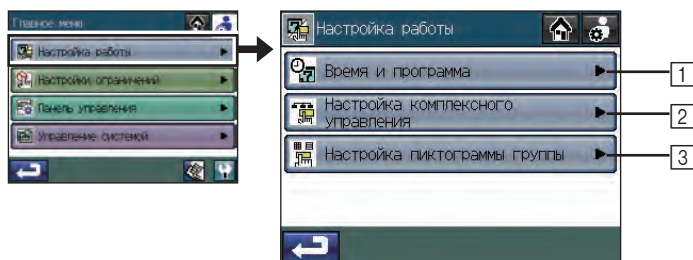 Главное меню
Настройка работы
Настройки ограничений
Панель управления
Управление системой
Настройка работы
Время и программа
Настройка комплексного
управления
Настройка пиктограммы группы
1
2
3